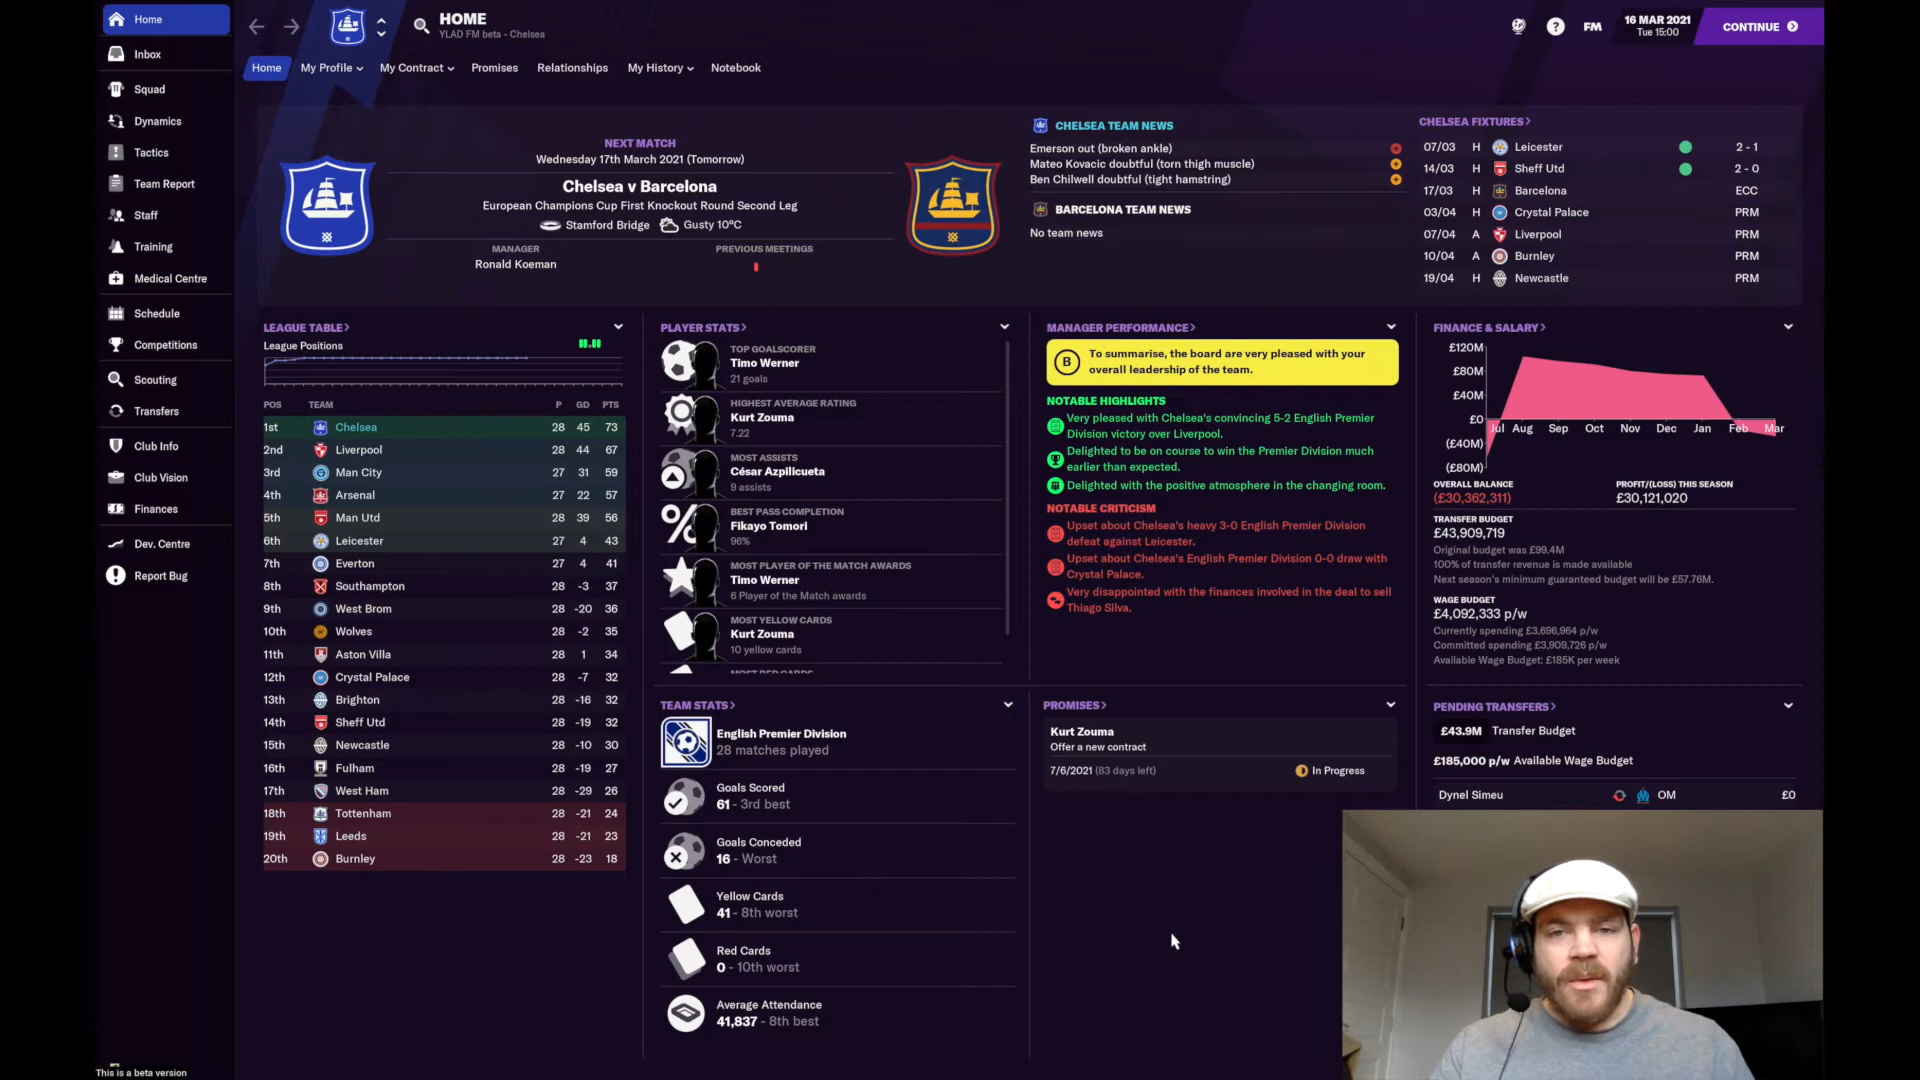 Home
Inbox
Squad
Dynamics
Tactics
Team Report
Staff
Training
Medical Centre
Schedule
Competitions
Scouting
Transfers
Club Info
Club Vision
Finances
Dev. Centre
Report Bug
This is a beta version
HOME
YLAD FM beta - Chelsea
? FM 16 MAR 2021
Tue 15:00
CONTINUE
Home My Profile My Contract Promises Relationships My History Notebook
NEXT MATCH
Wednesday 17th March 2021 (Tomorrow)
Chelsea v Barcelona
European Champions Cup First Knockout Round Second Leg
Stamford Bridge Gusty 10ºC
MANAGER PREVIOUS MEETINGS
Ronald Koeman
CHELSEA TEAM NEWS
Emerson out (broken ankle)
Mateo Kovacic doubtful (torn thigh muscle)
Ben Chilwell doubtful (tight hamstring)
BARCELONA TEAM NEWS
No team news
CHELSEA FIXTURES>
07/03 H Leicester 2 - 1
14/03 H Sheff Utd 2 - 0
17/03 H Barcelona ECC
03/04 H Crystal Palace PRM
07/04 A Liverpool PRM
10/04 A Burnley PRM
19/04 H Newcastle PRM
LEAGUE TABLE>
League Positions
POS TEAM P GD PTS
1st Chelsea 28 45 73
2nd Liverpool 28 44 67
3rd Man City 27 31 59
4th Arsenal 27 22 57
5th Man Utd 28 39 56
6th Leicester 27 4 43
7th Everton 27 4 41
8th Southampton 28 -3 37
9th West Brom 28 -20 36
10th Wolves 28 -2 35
11th Aston Villa 28 1 34
12th Crystal Palace 28 -7 32
13th Brighton 28 -16 32
14th Sheff Utd 28 -19 32
15th Newcastle 28 -10 30
16th Fulham 28 -19 27
17th West Ham 28 -29 26
18th Tottenham 28 -21 24
19th Leeds 28 -21 23
20th Burnley 28 -23 18
PLAYER STATS>
TOP GOALSCORER
Timo Werner
21 goals
HIGHEST AVERAGE RATING
Kurt Zouma
7.22
MOST ASSISTS
César Azpilicueta
9 assists
BEST PASS COMPLETION
Fikayo Tomori
96%
MOST PLAYER OF THE MATCH AWARDS
Timo Werner
6 Player of the Match awards
MOST YELLOW CARDS
Kurt Zouma
10 yellow cards
MOST RED CARDS
TEAM STATS>
English Premier Division
28 matches played
Goals Scored
61 - 3rd best
Goals Conceded
16 - Worst
Yellow Cards
41 - 8th worst
Red Cards
0 - 10th worst
Average Attendance
41,837 - 8th best
MANAGER PERFORMANCE>
B To summarise, the board are very pleased with your
overall leadership of the team.
NOTABLE HIGHLIGHTS
Very pleased with Chelsea's convincing 5-2 English Premier
Division victory over Liverpool.
Delighted to be on course to win the Premier Division much
earlier than expected.
Delighted with the positive atmosphere in the changing room.
NOTABLE CRITICISM
Upset about Chelsea's heavy 3-0 English Premier Division
defeat against Leicester.
Upset about Chelsea's English Premier Division 0-0 draw with
Crystal Palace.
Very disappointed with the finances involved in the deal to sell
Thiago Silva.
PROMISES>
Kurt Zouma
Offer a new contract
7/6/2021 (83 days left) In Progress
FINANCE & SALARY>
£120M
£80M
£40M
£0
(£40M)
(£80M)
Jul Aug Sep Oct Nov Dec Jan Feb Mar
OVERALL BALANCE PROFIT/(LOSS) THIS SEASON
(£30,362,311) £30,121,020
TRANSFER BUDGET
£43,909,719
Original budget was £99.4M
100% of transfer revenue is made available
Next season's minimum guaranteed budget will be £57.76M.
WAGE BUDGET
£4,092,333 p/w
Currently spending £3,696,964 p/w
Committed spending £3,909,726 p/w
Available Wage Budget: £185K per week
PENDING TRANSFERS>
£43.9M Transfer Budget
£185,000 p/w Available Wage Budget
Dynel Simeu OM £0